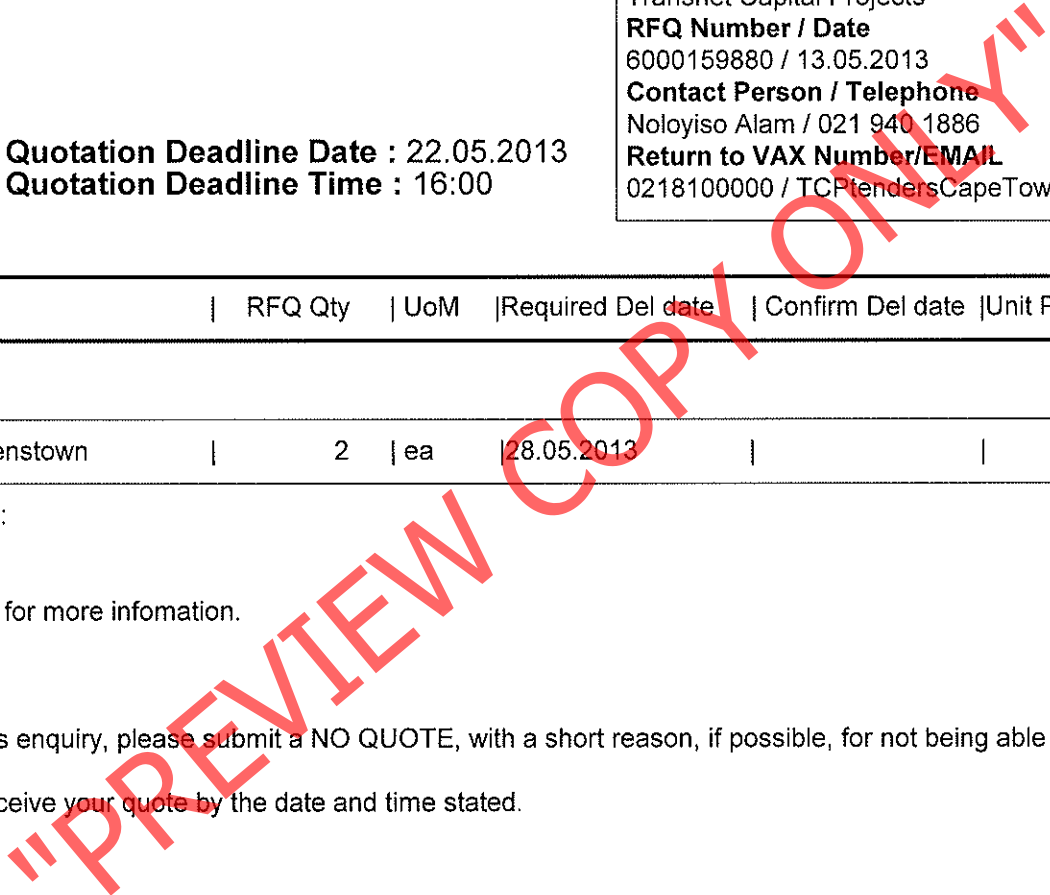 Transnet Capital Projects
RFQ Number / Date
6000159880 / 13.05.2013
Contact Person / Telephone
Noloyiso Alam / 021 940 1886
Return to VAX Number/EMAIL
0218100000 / TCPtendersCapeTow
Quotation Deadline Date : 22.05.2013
Quotation Deadline Time : 16:00
| RFQ Qty | UoM |Required Del date | Confirm Del date |Unit P
enstown | 2 | ea |28.05.2013 | |
:
for more infomation.
s enquiry, please submit a NO QUOTE, with a short reason, if possible, for not being able
ceive your quote by the date and time stated.
"PREVIEW COPY ONLY"